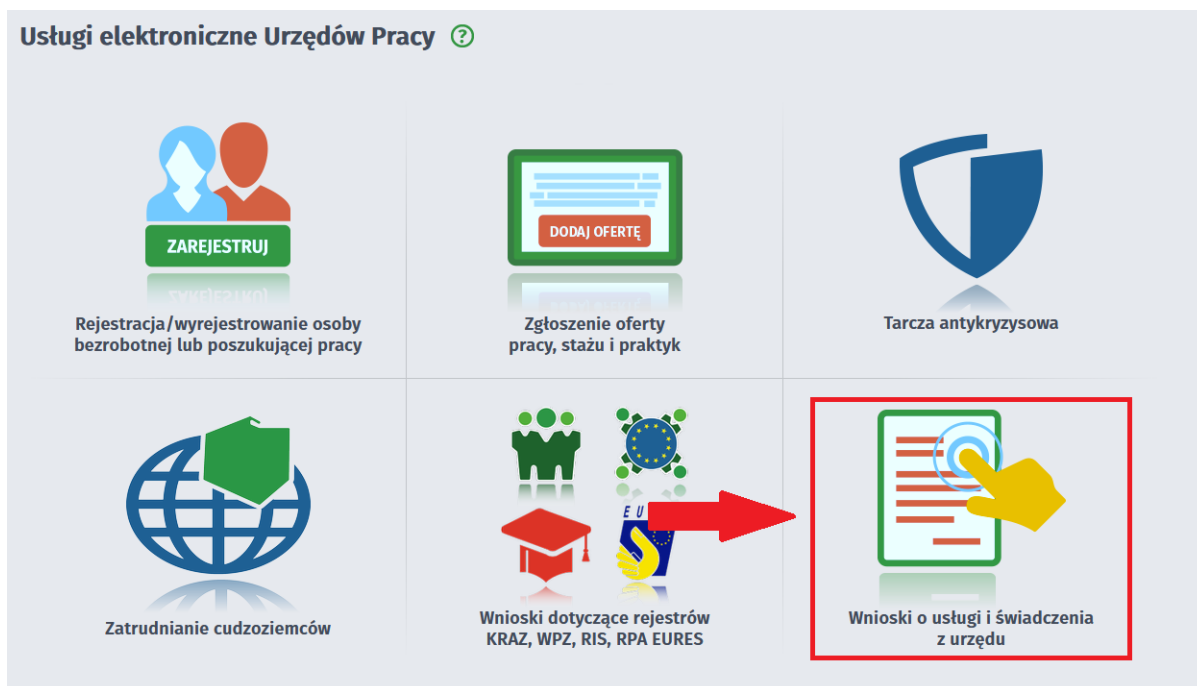 Usługi elektroniczne Urzędów Pracy ?
ZAREJESTRUJ
Rejestracja/wyrejestrowanie osoby
bezrobotnej lub poszukującej pracy
DODAJ OFERTĘ
Zgłoszenie oferty
pracy, stażu i praktyk
Tarcza antykryzysowa
Zatrudnianie cudzoziemców
E U
Wnioski dotyczące rejestrów
KRAZ, WPZ, RIS, RPA EURES
Wnioski o usługi i świadczenia
z urzędu